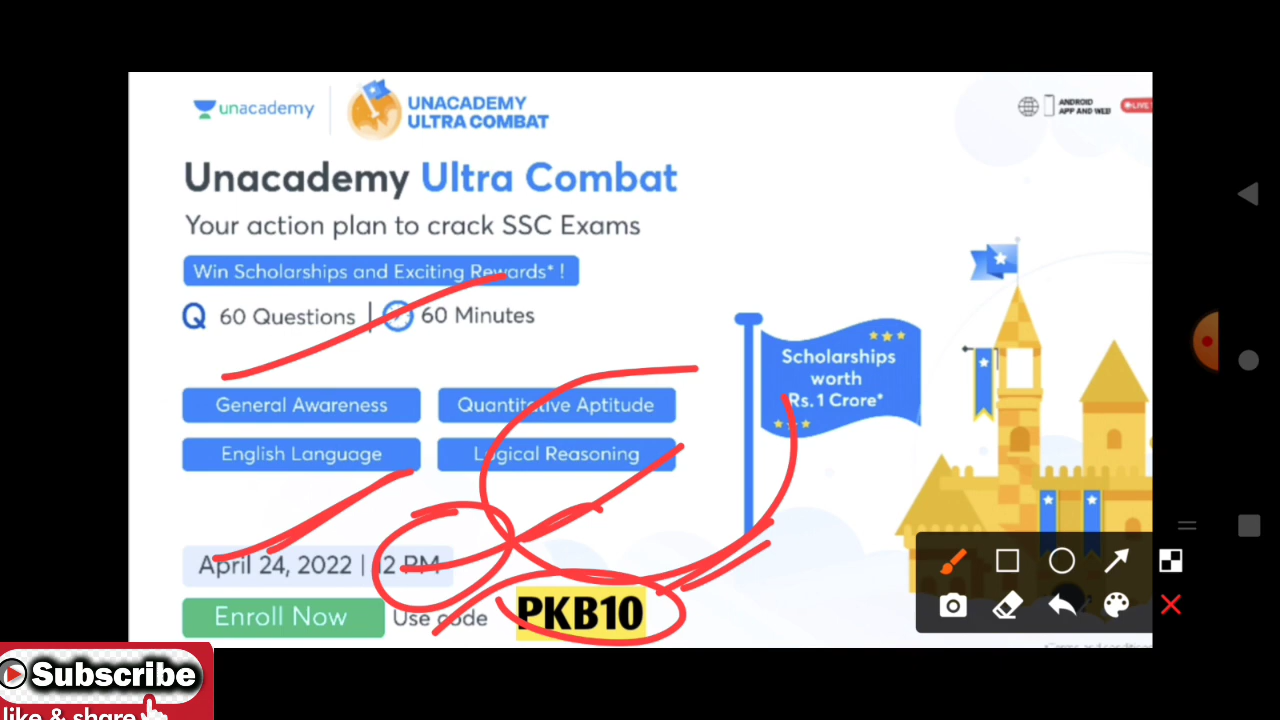 unacademy
UNACADEMY
ULTRA COMBAT
ANDROID
APP AND WEB
LIVE
Unacademy Ultra Combat
Your action plan to crack SSC Exams
Win Scholarships and Exciting Rewards* !
60 Questions | 60 Minutes
Scholarships
worth
Rs. 1 Crore*
General Awareness
Quantitative Aptitude
English Language
Logical Reasoning
April 24, 2022 | 12 PM
Enroll Now
Use code
PKB10
Subscribe
like & share